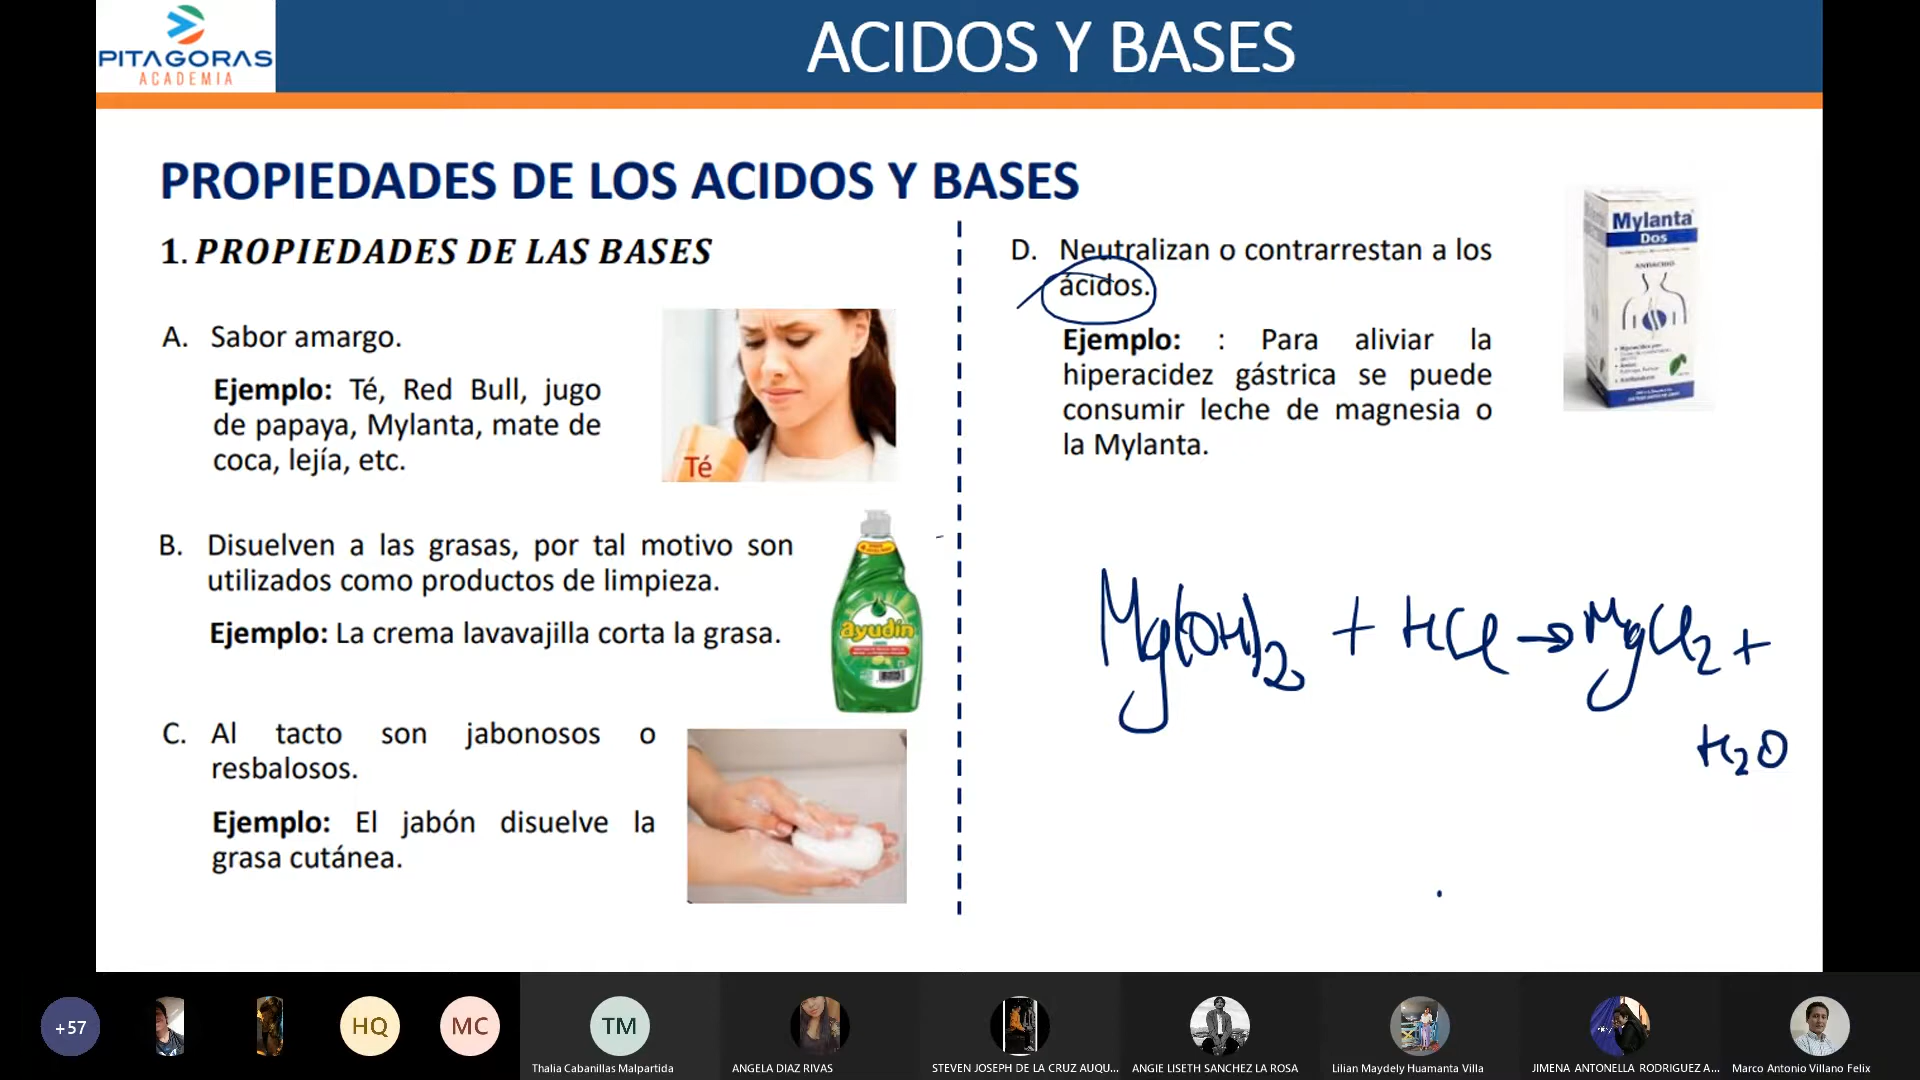 PITAGORAS
ACADEMIA
ACIDOS Y BASES
PROPIEDADES DE LOS ACIDOS Y BASES
1. PROPIEDADES DE LAS BASES
A. Sabor amargo.
Ejemplo: Té, Red Bull, jugo
de papaya, Mylanta, mate de
coca, lejía, etc.
Té
B. Disuelven a las grasas, por tal motivo son
utilizados como productos de limpieza.
Ejemplo: La crema lavavajilla corta la grasa.
ayudín
C. Al tacto son jabonosos o
resbalosos.
Ejemplo: El jabón disuelve la
grasa cutánea.
D. Neutralizan o contrarrestan a los
ácidos.
Ejemplo: : Para aliviar la
hiperacidez gástrica se puede
consumir leche de magnesia o
la Mylanta.
Mylanta
Dos
ANTIACIDO
Mg(OH)2 + HCl → MgCl2 +
H2O
+57
HQ
MC
TM
Thalia Cabanillas Malpartida
ANGELA DIAZ RIVAS
STEVEN JOSEPH DE LA CRUZ AUQU...
ANGIE LISETH SANCHEZ LA ROSA
Lilian Maydely Huamanta Villa
JIMENA ANTONELLA RODRIGUEZ A...
Marco Antonio Villano Felix